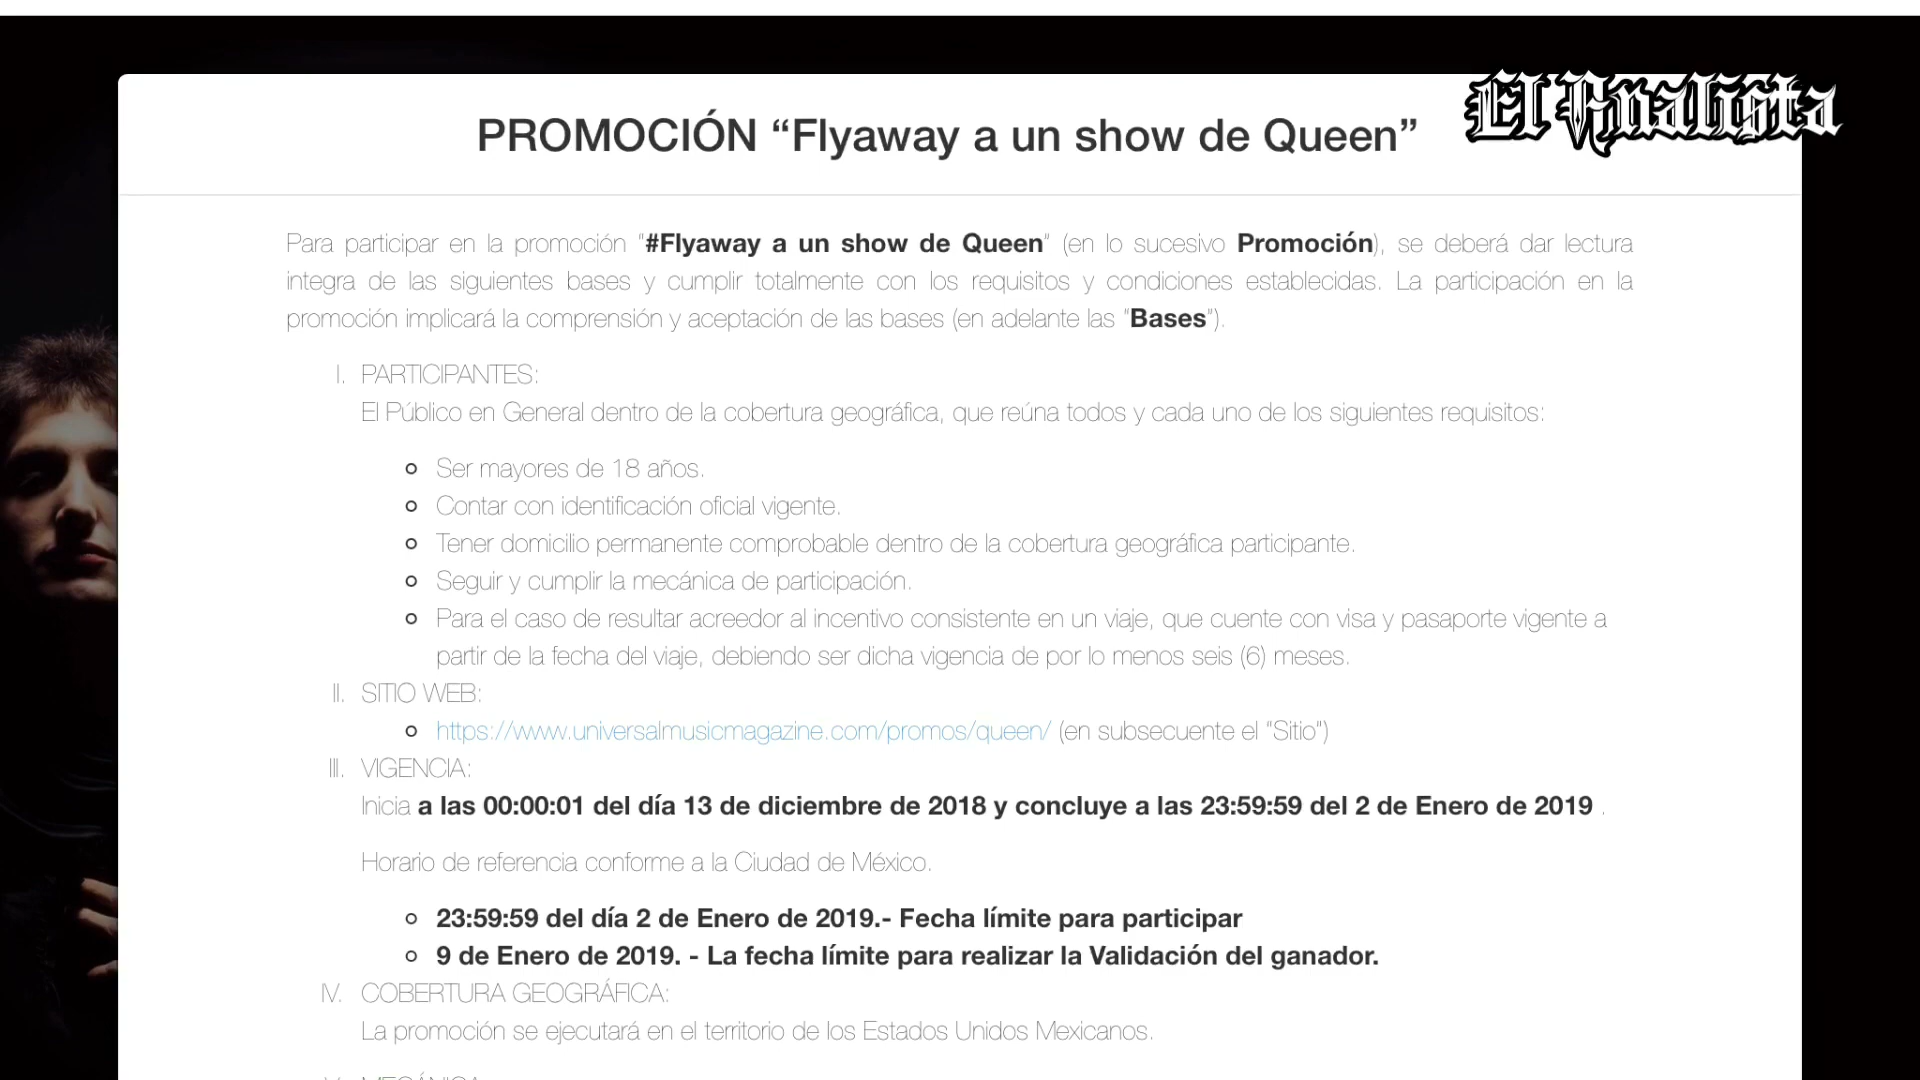 El Analista
PROMOCIÓN “Flyaway a un show de Queen”
Para participar en la promoción "#Flyaway a un show de Queen" (en lo sucesivo Promoción), se deberá dar lectura
integra de las siguientes bases y cumplir totalmente con los requisitos y condiciones establecidas. La participación en la
promoción implicará la comprensión y aceptación de las bases (en adelante las "Bases").
I. PARTICIPANTES:
El Público en General dentro de la cobertura geográfica, que reúna todos y cada uno de los siguientes requisitos:
Ser mayores de 18 años.
Contar con identificación oficial vigente.
Tener domicilio permanente comprobable dentro de la cobertura geográfica participante.
Seguir y cumplir la mecánica de participación.
Para el caso de resultar acreedor al incentivo consistente en un viaje, que cuente con visa y pasaporte vigente a
partir de la fecha del viaje, debiendo ser dicha vigencia de por lo menos seis (6) meses.
II. SITIO WEB:
https://www.universalmusicmagazine.com/promos/queen/ (en subsecuente el "Sitio")
III. VIGENCIA:
Inicia a las 00:00:01 del día 13 de diciembre de 2018 y concluye a las 23:59:59 del 2 de Enero de 2019 .
Horario de referencia conforme a la Ciudad de México.
23:59:59 del día 2 de Enero de 2019.- Fecha límite para participar
9 de Enero de 2019. - La fecha límite para realizar la Validación del ganador.
IV. COBERTURA GEOGRÁFICA:
La promoción se ejecutará en el territorio de los Estados Unidos Mexicanos.